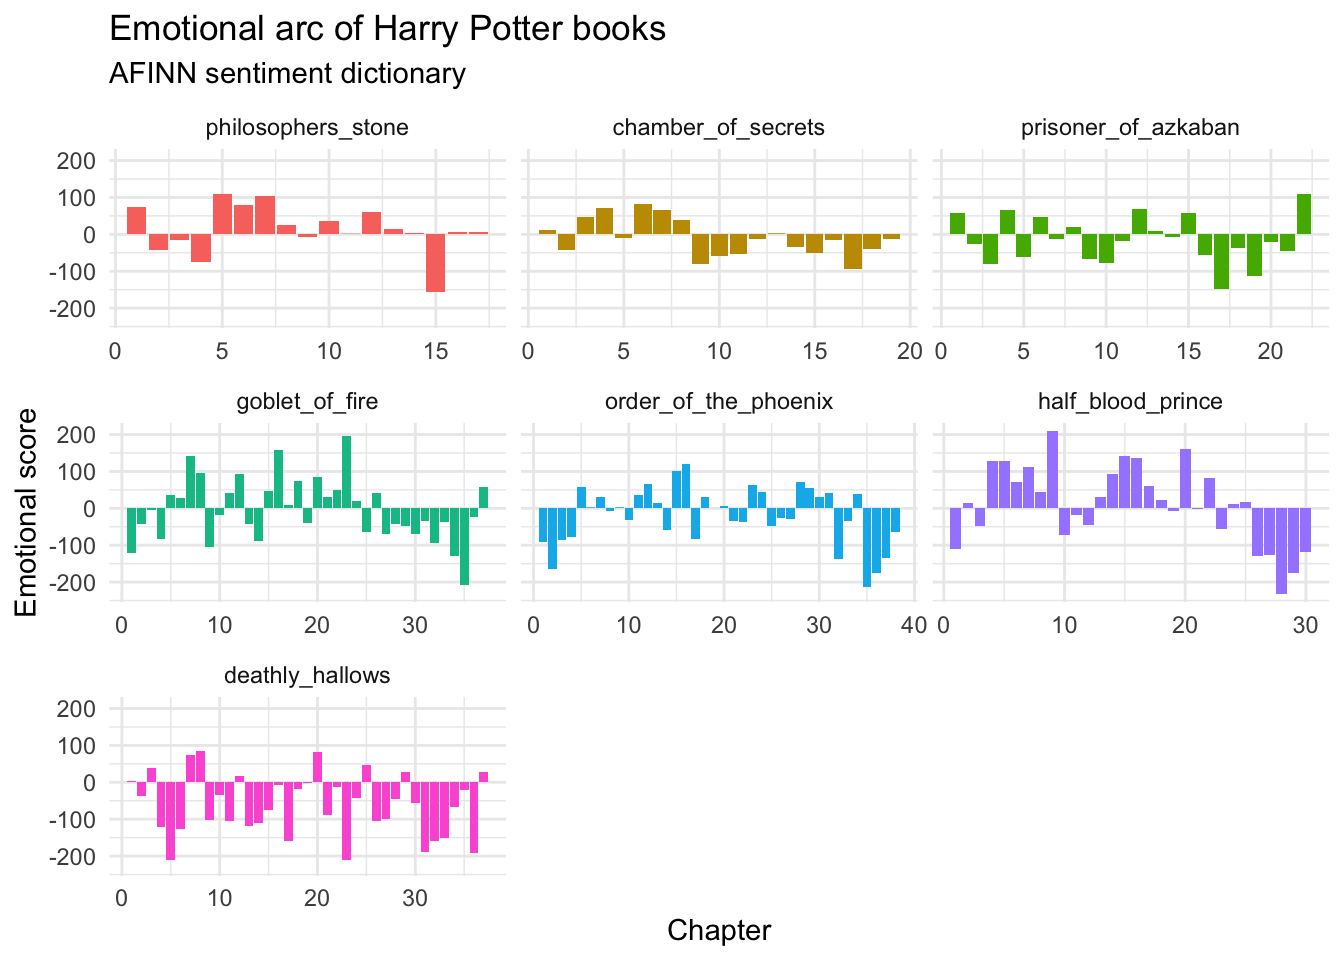 Emotional arc of Harry Potter books
AFINN sentiment dictionary
philosophers_stone
chamber_of_secrets
prisoner_of_azkaban
200
100
0
-100
-200
0 5 10 15
0 5 10 15 20
0 5 10 15 20
goblet_of_fire
order_of_the_phoenix
half_blood_prince
200
100
0
-100
-200
0 10 20 30
0 10 20 30 40
0 10 20 30
deathly_hallows
200
100
0
-100
-200
0 10 20 30
Emotional score
Chapter